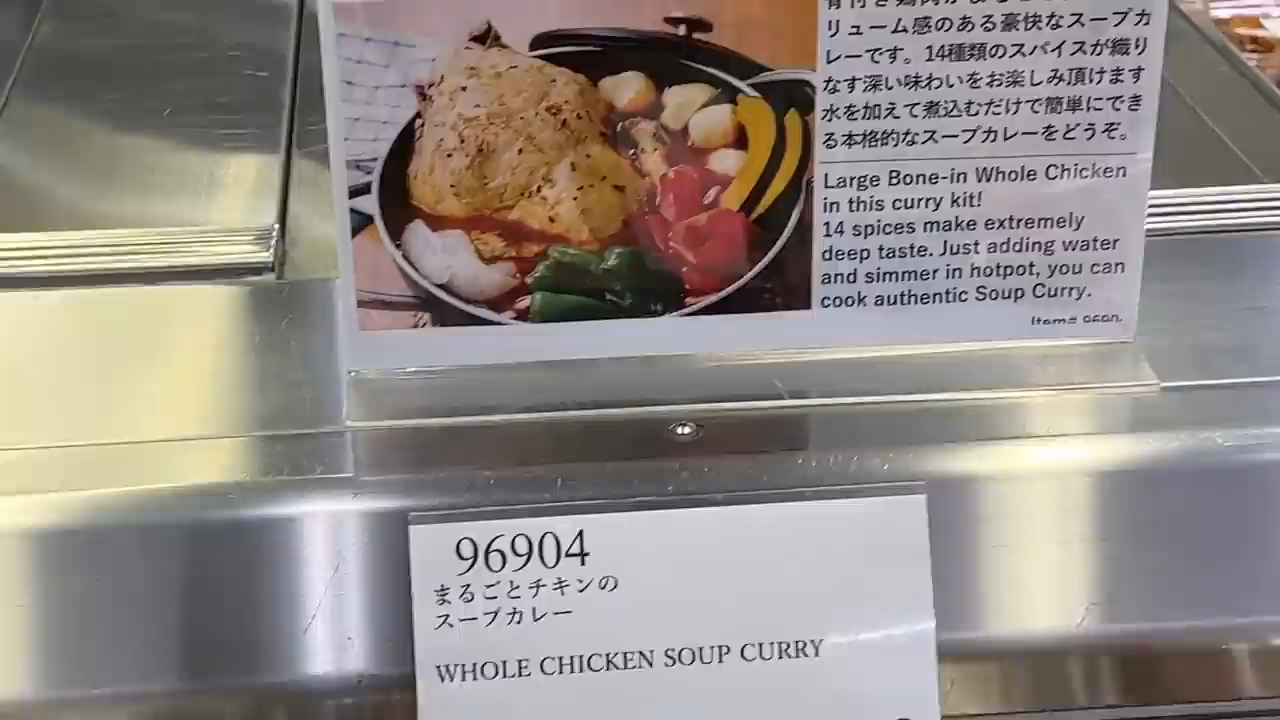 リューム感のある豪快なスープカ
レーです。14種類のスパイスが織り
なす深い味わいをお楽しみ頂けます
水を加えて煮込むだけで簡単にでき
る本格的なスープカレーをどうぞ。
Large Bone-in Whole Chicken
in this curry kit!
14 spices make extremely
deep taste. Just adding water
and simmer in hotpot, you can
cook authentic Soup Curry.
Item#
96904
まるごとチキンの
スープカレー
WHOLE CHICKEN SOUP CURRY